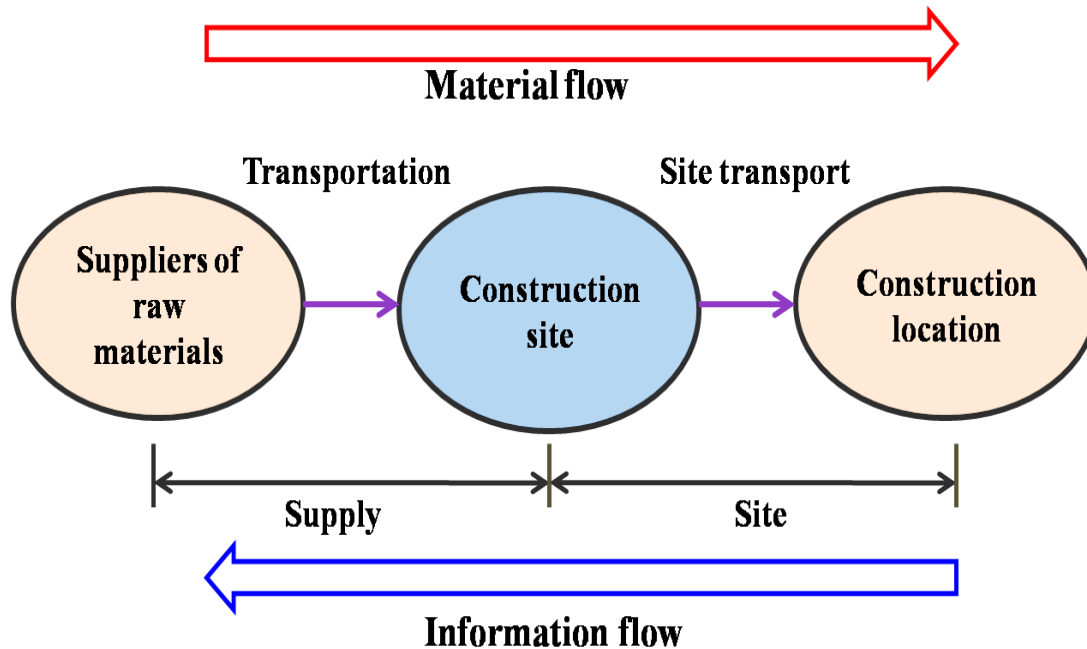 Material flow
Transportation
Site transport
Suppliers of
raw
materials
Construction
site
Construction
location
Supply
Site
Information flow